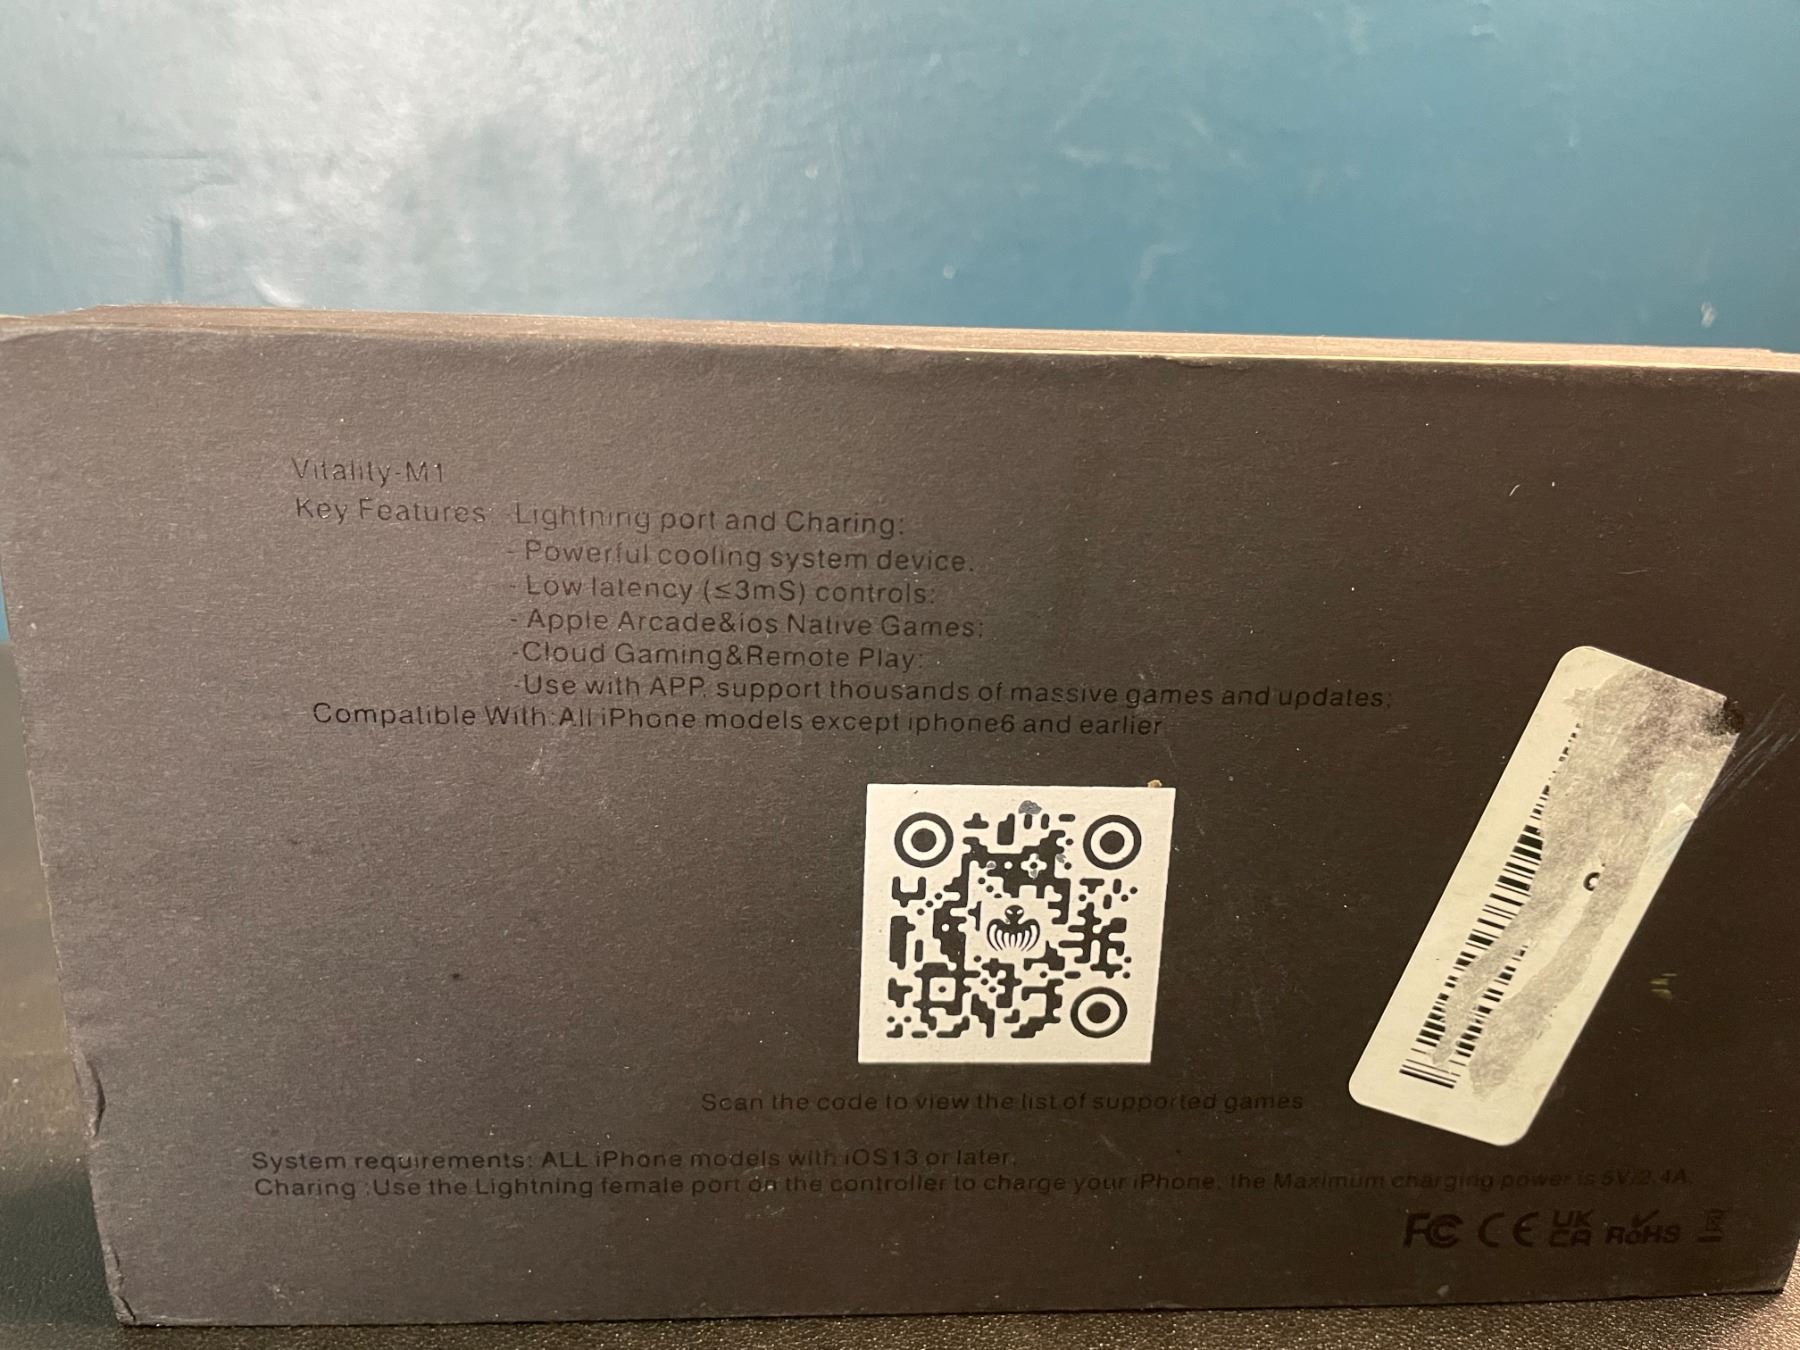 Vitality-M1
Key Features: -Lightning port and Charing:
- Powerful cooling system device.
- Low latency (≤3mS) controls:
- Apple Arcade&ios Native Games;
-Cloud Gaming&Remote Play:
-Use with APP, support thousands of massive games and updates;
Compatible With:All iPhone models except iphone6 and earlier
Scan the code to view the list of supported games
System requirements: ALL iPhone models with iOS13 or later.
Charing :Use the Lightning female port on the controller to charge your iPhone, the Maximum charging power is 5V/2.4A.
FC CE UK CA RoHS